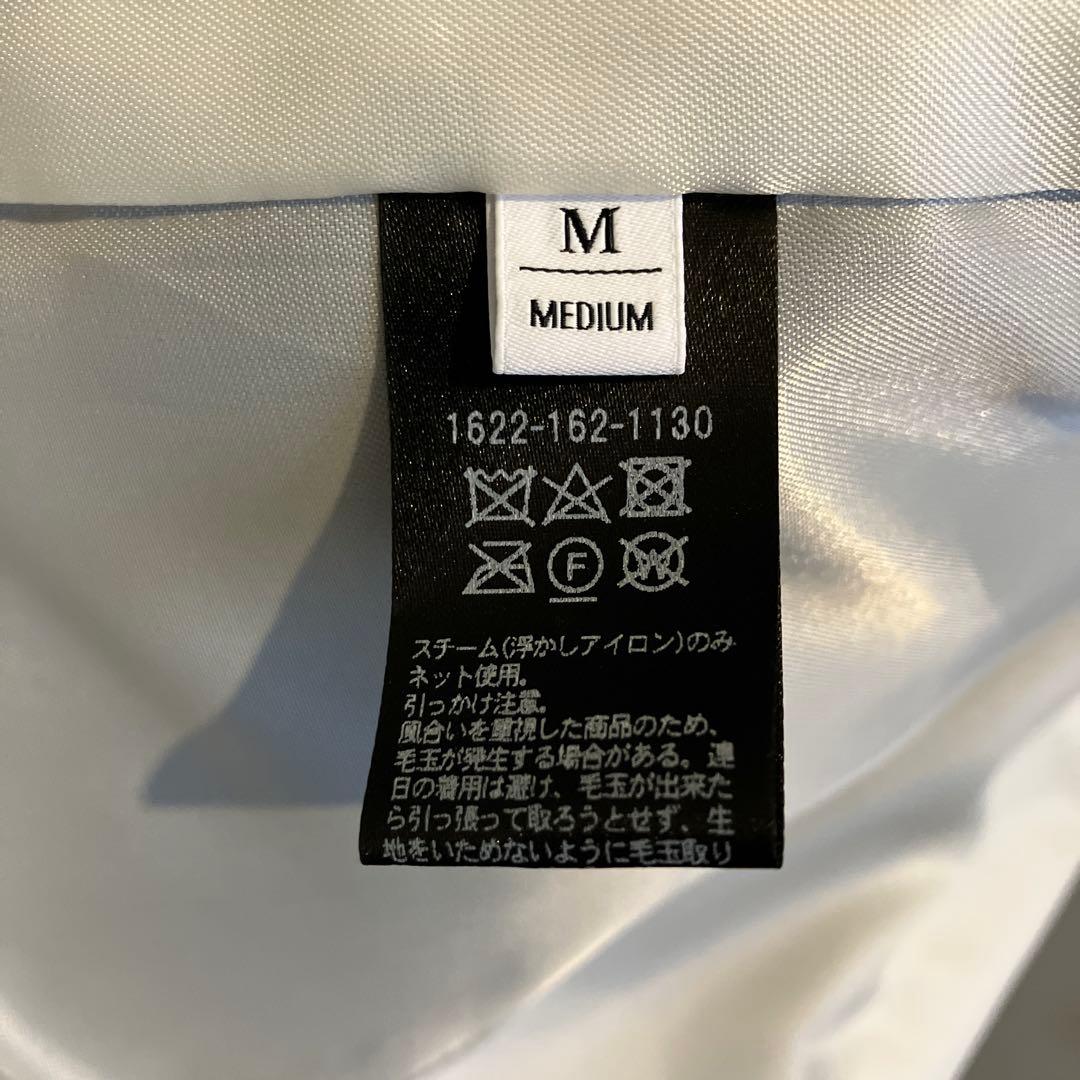 M
MEDIUM
1622-162-1130
F
W
スチーム(浮かしアイロン)のみ
ネット使用。
引っかけ注意。
風合いを重視した商品のため、
毛玉が発生する場合がある。連
日の着用は避け、毛玉が出来た
ら引っ張って取ろうとせず、生
地をいためないように毛玉取り